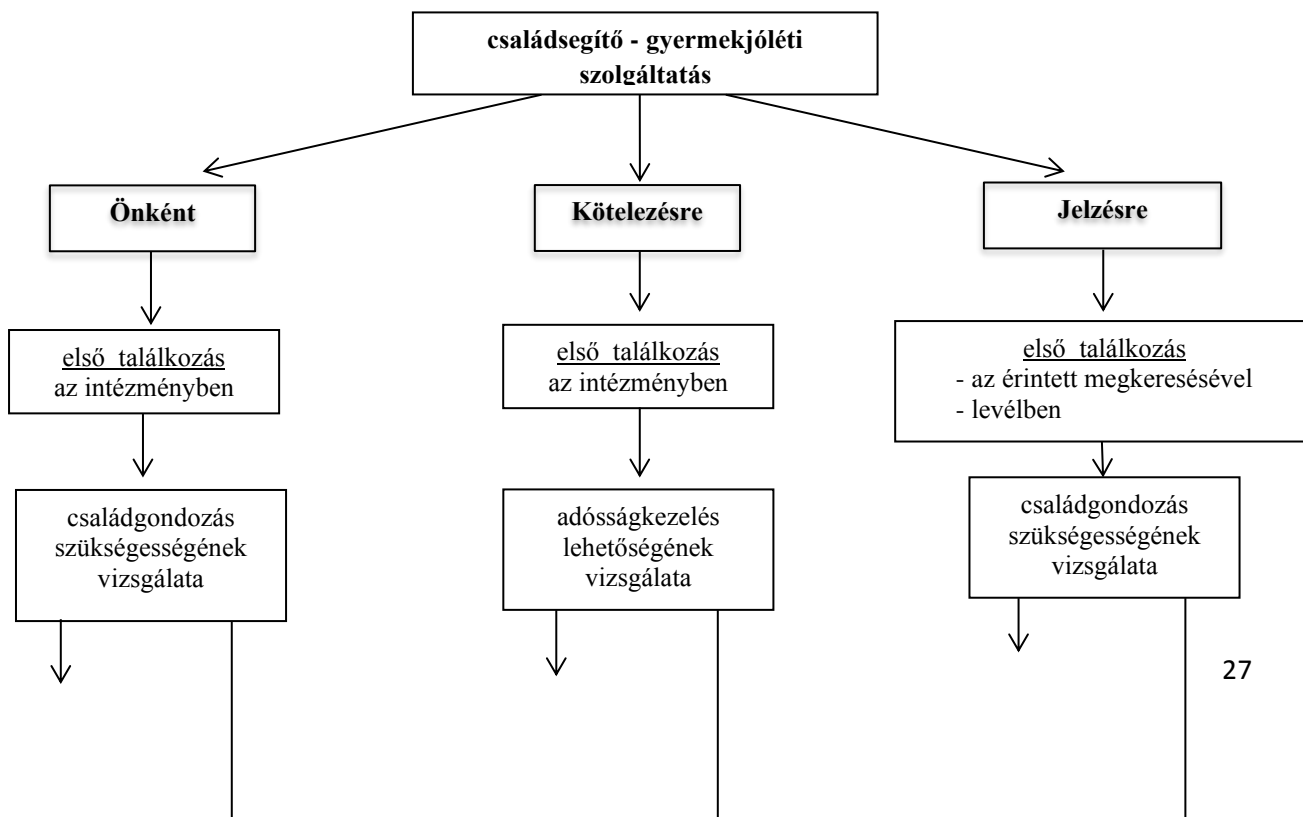 családsegítő - gyermekjóléti
szolgáltatás
Önként
Kötelezésre
Jelzésre
első találkozás
az intézményben
első találkozás
az intézményben
első találkozás
- az érintett megkeresésével
- levélben
családgondozás
szükségességének
vizsgálata
adósságkezelés
lehetőségének
vizsgálata
családgondozás
szükségességének
vizsgálata
27